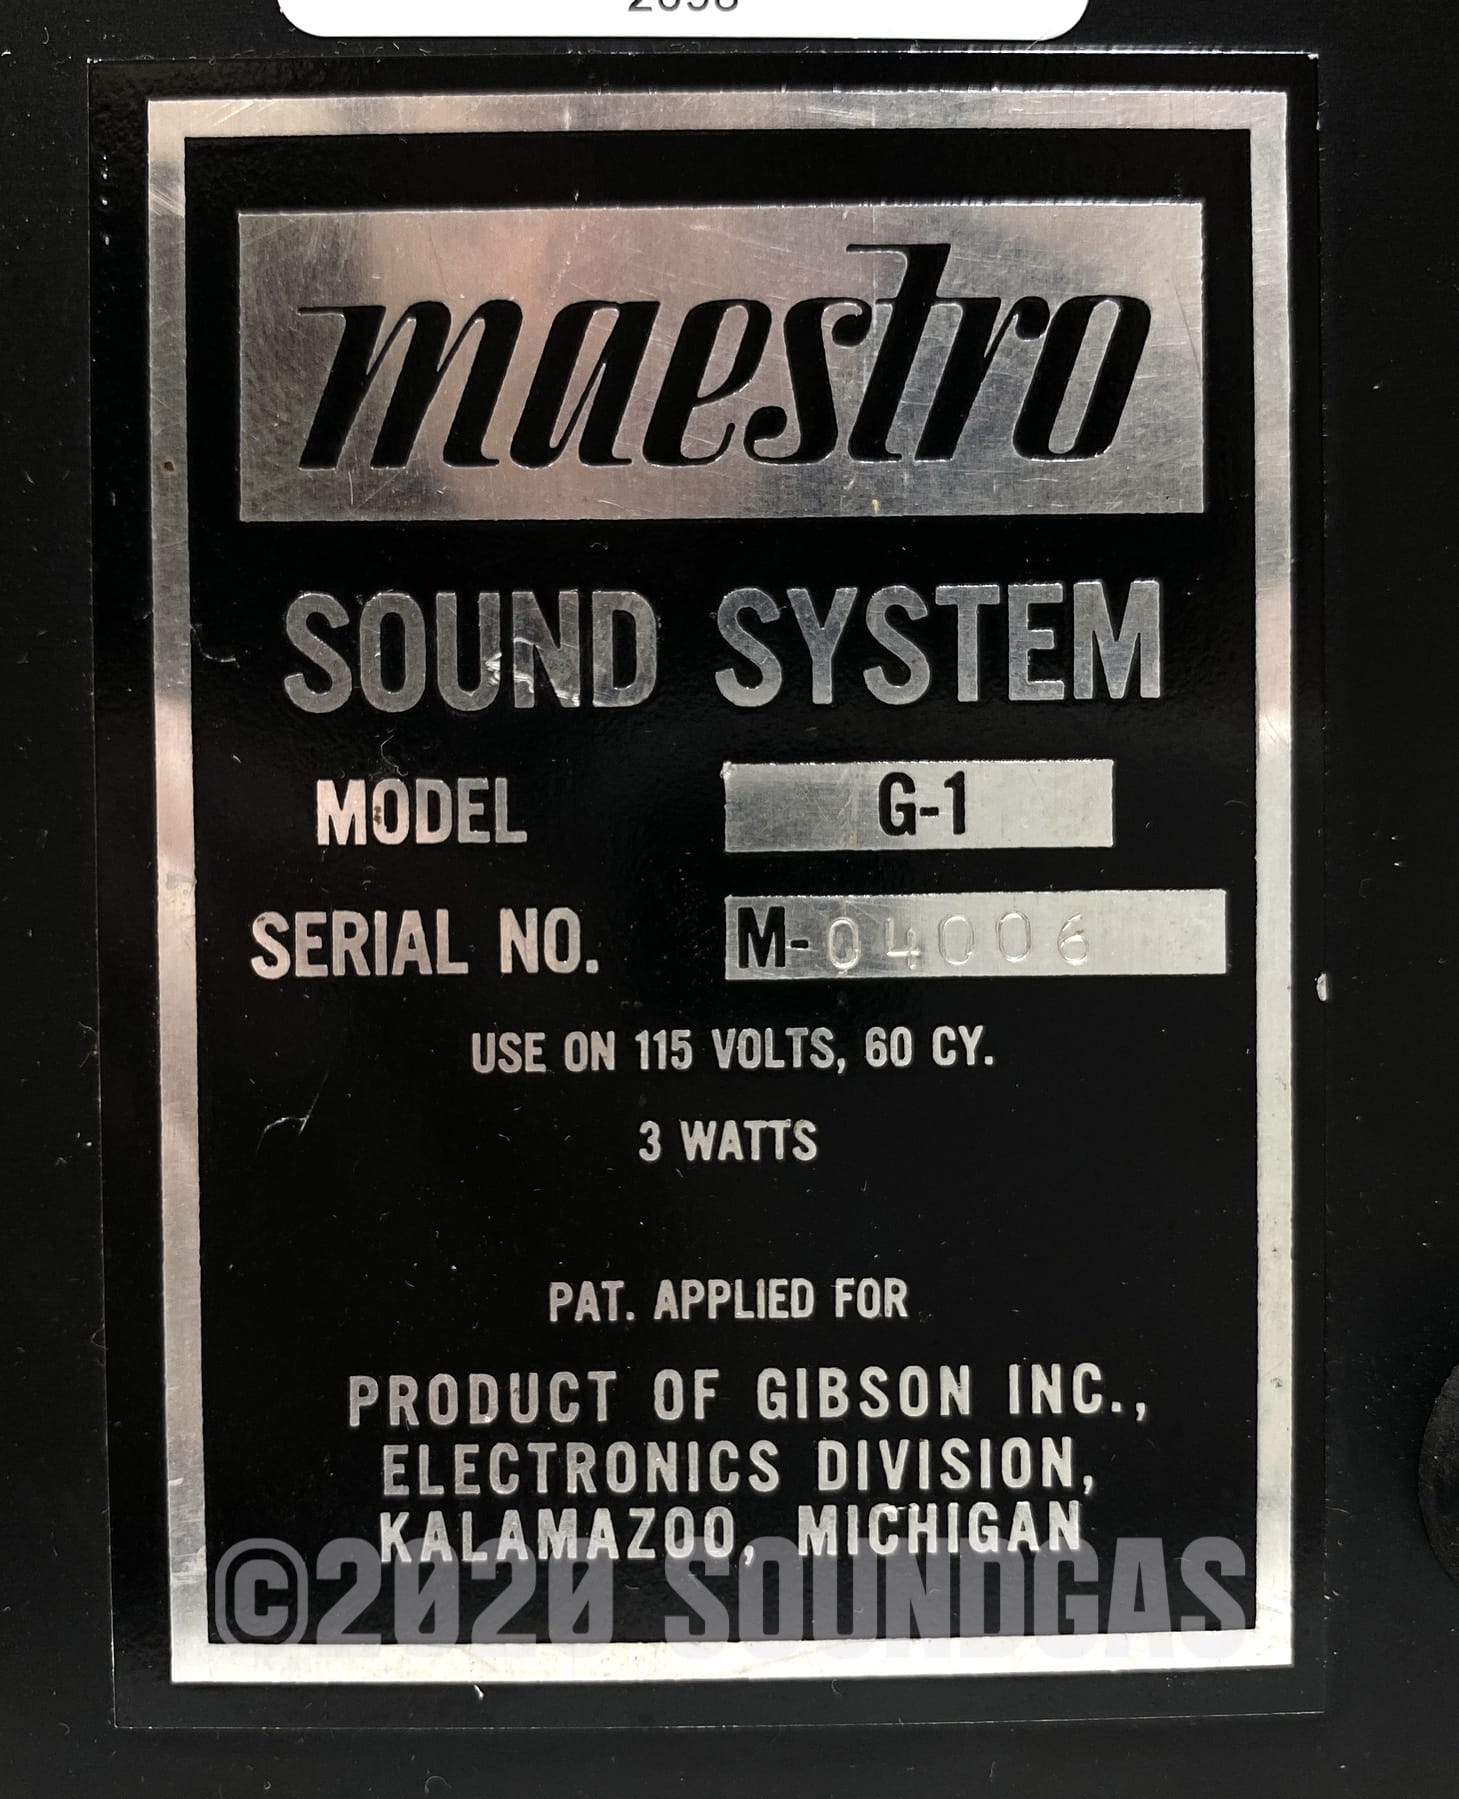 maestro
SOUND SYSTEM
MODEL G-1
SERIAL NO. M-04006
USE ON 115 VOLTS, 60 CY.
3 WATTS
PAT. APPLIED FOR
PRODUCT OF GIBSON INC.,
ELECTRONICS DIVISION,
KALAMAZOO, MICHIGAN
©2020 SOUNDGAS